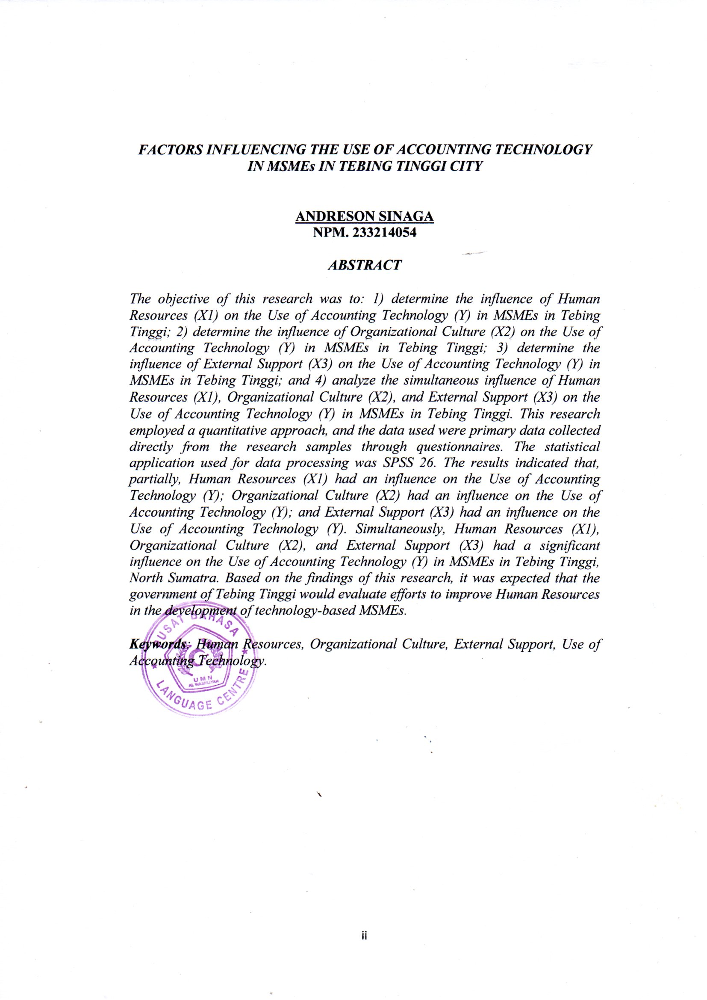 FACTORS INFLUENCING THE USE OF ACCOUNTING TECHNOLOGY
IN MSMEs IN TEBING TINGGI CITY
ANDRESON SINAGA
NPM. 233214054
ABSTRACT
The objective of this research was to: 1) determine the influence of Human
Resources (X1) on the Use of Accounting Technology (Y) in MSMEs in Tebing
Tinggi; 2) determine the influence of Organizational Culture (X2) on the Use of
Accounting Technology (Y) in MSMEs in Tebing Tinggi; 3) determine the
influence of External Support (X3) on the Use of Accounting Technology (Y) in
MSMEs in Tebing Tinggi; and 4) analyze the simultaneous influence of Human
Resources (X1), Organizational Culture (X2), and External Support (X3) on the
Use of Accounting Technology (Y) in MSMEs in Tebing Tinggi. This research
employed a quantitative approach, and the data used were primary data collected
directly from the research samples through questionnaires. The statistical
application used for data processing was SPSS 26. The results indicated that,
partially, Human Resources (X1) had an influence on the Use of Accounting
Technology (Y); Organizational Culture (X2) had an influence on the Use of
Accounting Technology (Y); and External Support (X3) had an influence on the
Use of Accounting Technology (Y). Simultaneously, Human Resources (X1),
Organizational Culture (X2), and External Support (X3) had a significant
influence on the Use of Accounting Technology (Y) in MSMEs in Tebing Tinggi,
North Sumatra. Based on the findings of this research, it was expected that the
government of Tebing Tinggi would evaluate efforts to improve Human Resources
in the development of technology-based MSMEs.
Keywords: Human Resources, Organizational Culture, External Support, Use of
Accounting Technology.
PUSAT BAHASA
UMN
AL WASHLIYAH
LANGUAGE CENTRE
ii